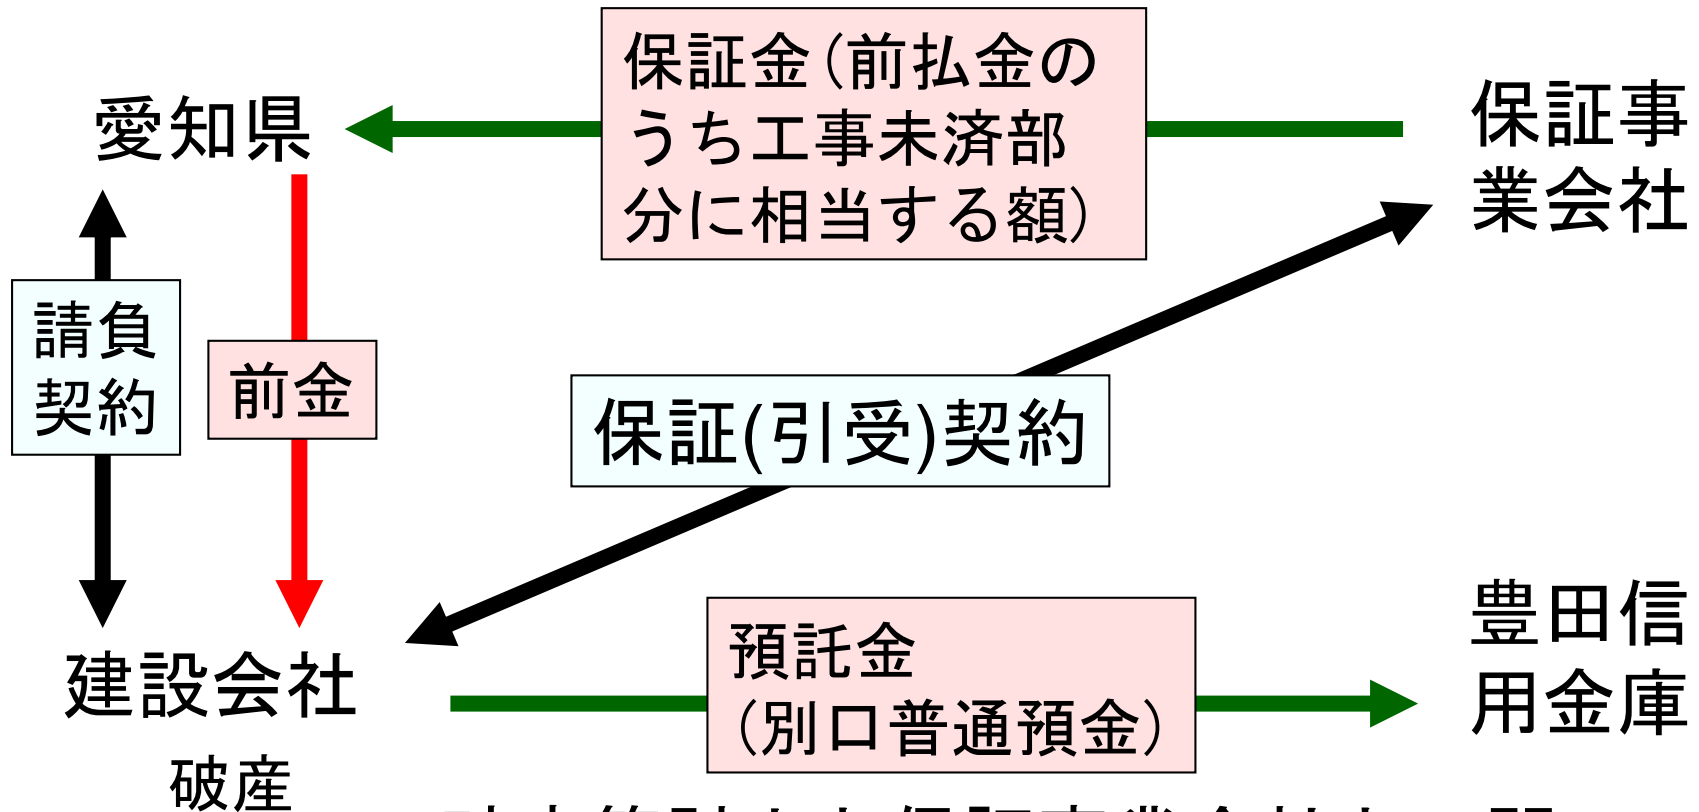 保証金(前払金の
うち工事未済部
分に相当する額)
愛知県
保証事
業会社
請負
契約
前金
保証(引受)契約
建設会社
破産
預託金
(別口普通預金)
豊田信
用金庫